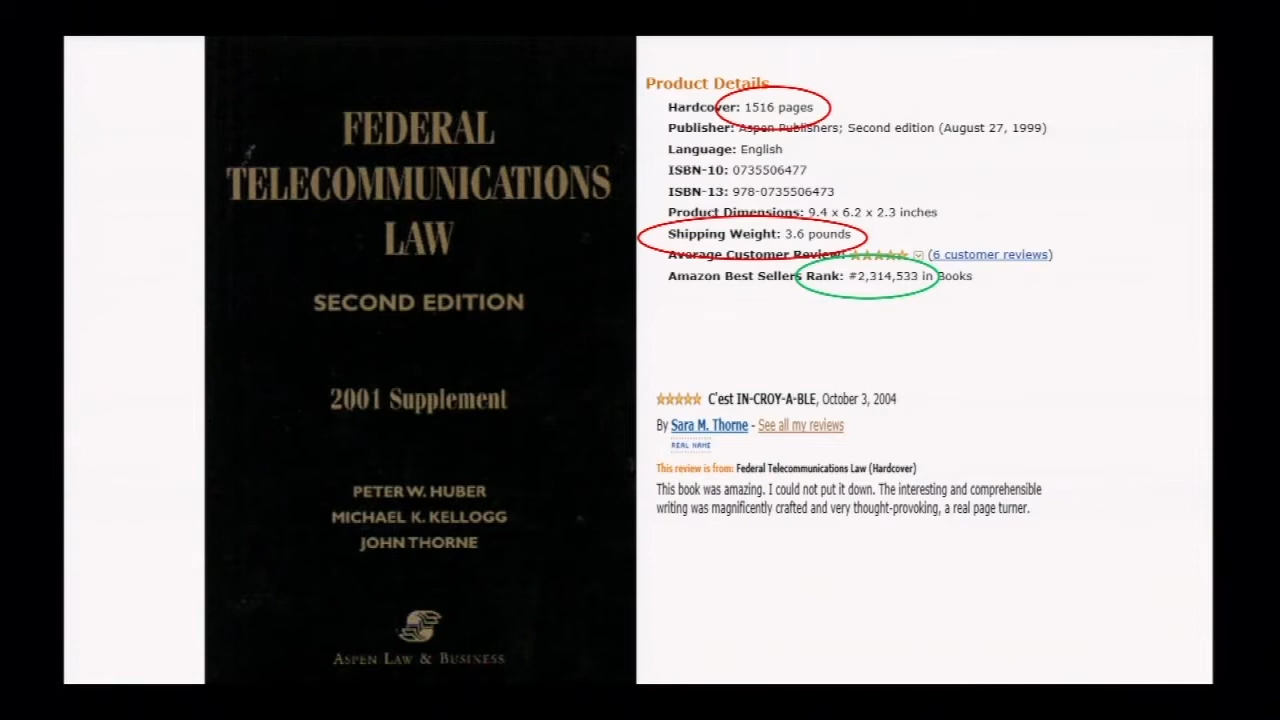 FEDERAL
TELECOMMUNICATIONS
LAW
SECOND EDITION
2001 Supplement
PETER W. HUBER
MICHAEL K. KELLOGG
JOHN THORNE
ASPEN LAW & BUSINESS
Product Details
Hardcover: 1516 pages
Publisher: Aspen Publishers; Second edition (August 27, 1999)
Language: English
ISBN-10: 0735506477
ISBN-13: 978-0735506473
Product Dimensions: 9.4 x 6.2 x 2.3 inches
Shipping Weight: 3.6 pounds
Average Customer Review: (6 customer reviews)
Amazon Best Sellers Rank: #2,314,533 in Books
C'est IN-CROY-A-BLE, October 3, 2004
By Sara M. Thorne - See all my reviews
REAL NAME
This review is from: Federal Telecommunications Law (Hardcover)
This book was amazing. I could not put it down. The interesting and comprehensible
writing was magnificently crafted and very thought-provoking, a real page turner.